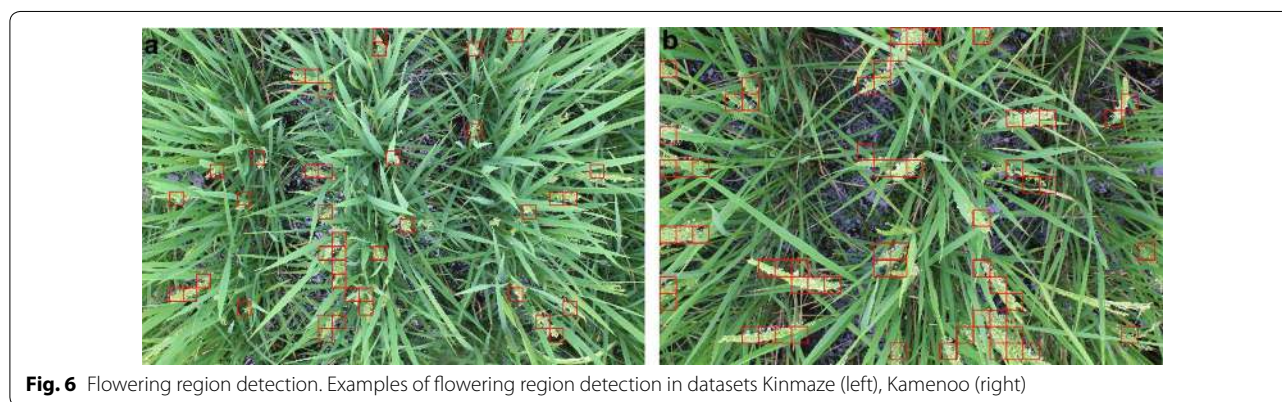 a
b
Fig. 6 Flowering region detection. Examples of flowering region detection in datasets Kinmaze (left), Kamenoo (right)